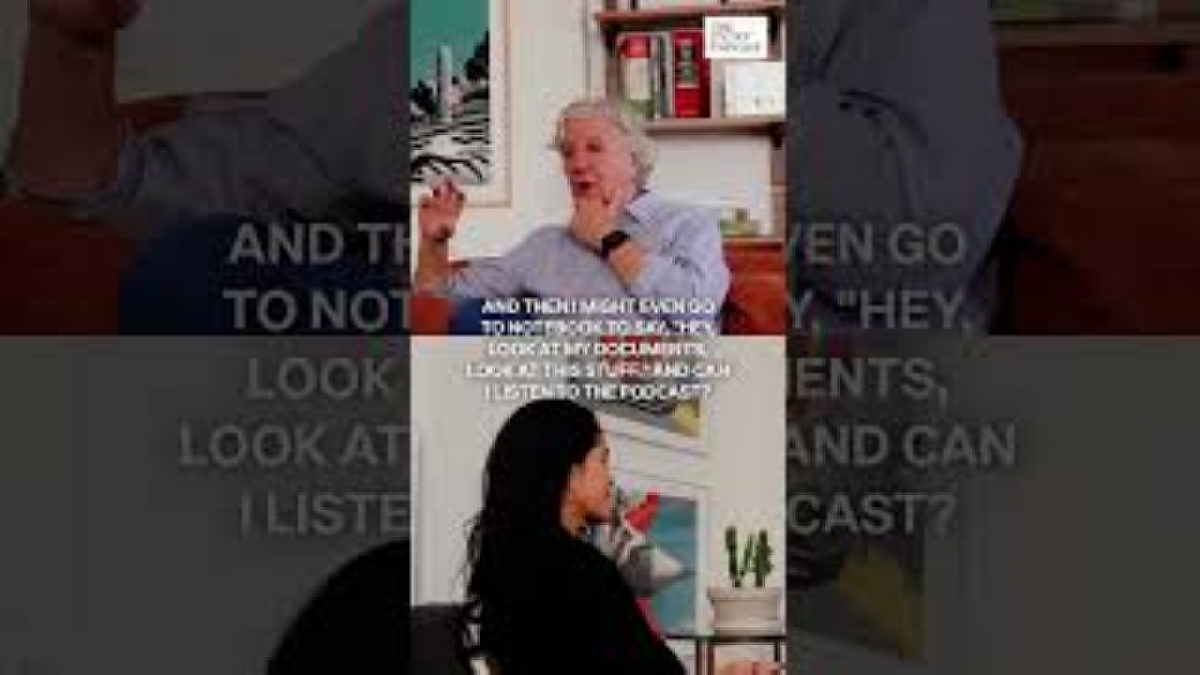 AND THEN I MIGHT EVEN GO
TO NOTEBOOK TO SAY, "HEY,
LOOK AT MY DOCUMENTS,
LOOK AT THIS STUFF." AND CAN
I LISTEN TO THE PODCAST?